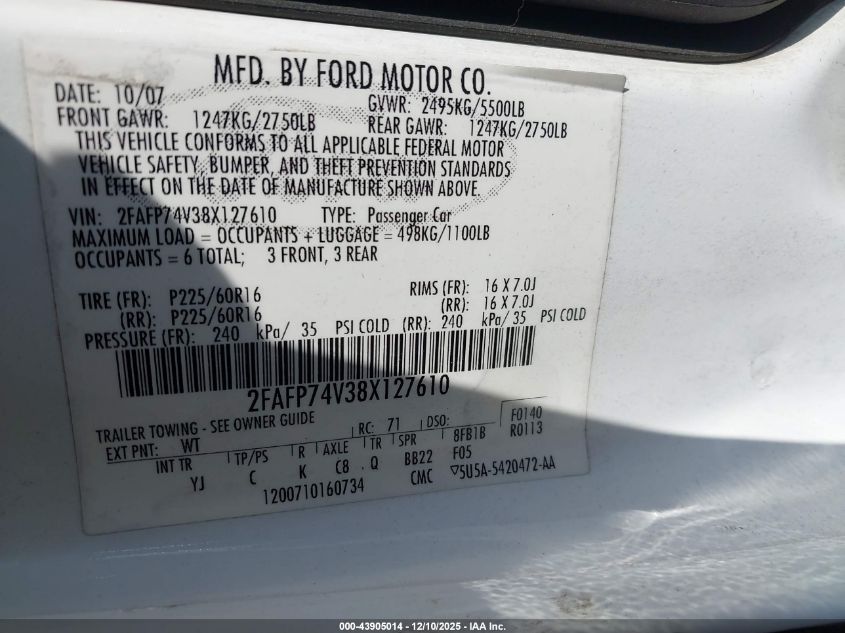 MFD. BY FORD MOTOR CO.
DATE: 10/07 GVWR: 2495KG/5500LB
FRONT GAWR: 1247KG/2750LB REAR GAWR: 1247KG/2750LB
THIS VEHICLE CONFORMS TO ALL APPLICABLE FEDERAL MOTOR
VEHICLE SAFETY, BUMPER, AND THEFT PREVENTION STANDARDS
IN EFFECT ON THE DATE OF MANUFACTURE SHOWN ABOVE.
VIN: 2FAFP74V38X127610 TYPE: Passenger Car
MAXIMUM LOAD = OCCUPANTS + LUGGAGE = 498KG/1100LB
OCCUPANTS = 6 TOTAL; 3 FRONT, 3 REAR
TIRE (FR): P225/60R16 RIMS (FR): 16 X 7.0J
(RR): P225/60R16 (RR): 16 X 7.0J
PRESSURE (FR): 240 kPa/ 35 PSI COLD (RR): 240 kPa/ 35 PSI COLD
2FAFP74V38X127610
TRAILER TOWING - SEE OWNER GUIDE
EXT PNT: WT RC: 71 DSO: F0140
INT TR TP/PS R AXLE TR SPR 8FB1B R0113
YJ C K C8 Q BB22 F05
1200710160734 CMC ▽5U5A-5420472-AA
000-43905014 - 12/10/2025 - IAA Inc.